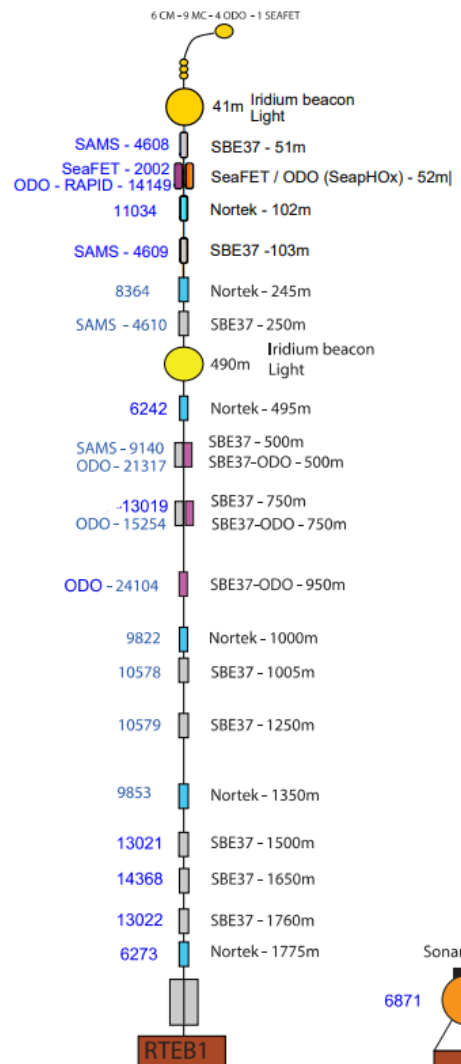 6 CM – 9 MC – 4 ODO – 1 SEAFET
41m Iridium beacon
Light
SAMS - 4608 SBE37 - 51m
SeaFET - 2002
ODO - RAPID - 14149 SeaFET / ODO (SeapHOx) - 52m|
11034 Nortek - 102m
SAMS - 4609 SBE37 -103m
8364 Nortek – 245m
SAMS – 4610 SBE37 – 250m
490m Iridium beacon
Light
6242 Nortek – 495m
SAMS – 9140 SBE37 – 500m
ODO – 21317 SBE37-ODO – 500m
-13019 SBE37 – 750m
ODO – 15254 SBE37-ODO – 750m
ODO – 24104 SBE37-ODO – 950m
9822 Nortek – 1000m
10578 SBE37 – 1005m
10579 SBE37 – 1250m
9853 Nortek – 1350m
13021 SBE37 – 1500m
14368 SBE37 – 1650m
13022 SBE37 – 1760m
6273 Nortek – 1775m
RTEB1
Sonar
6871